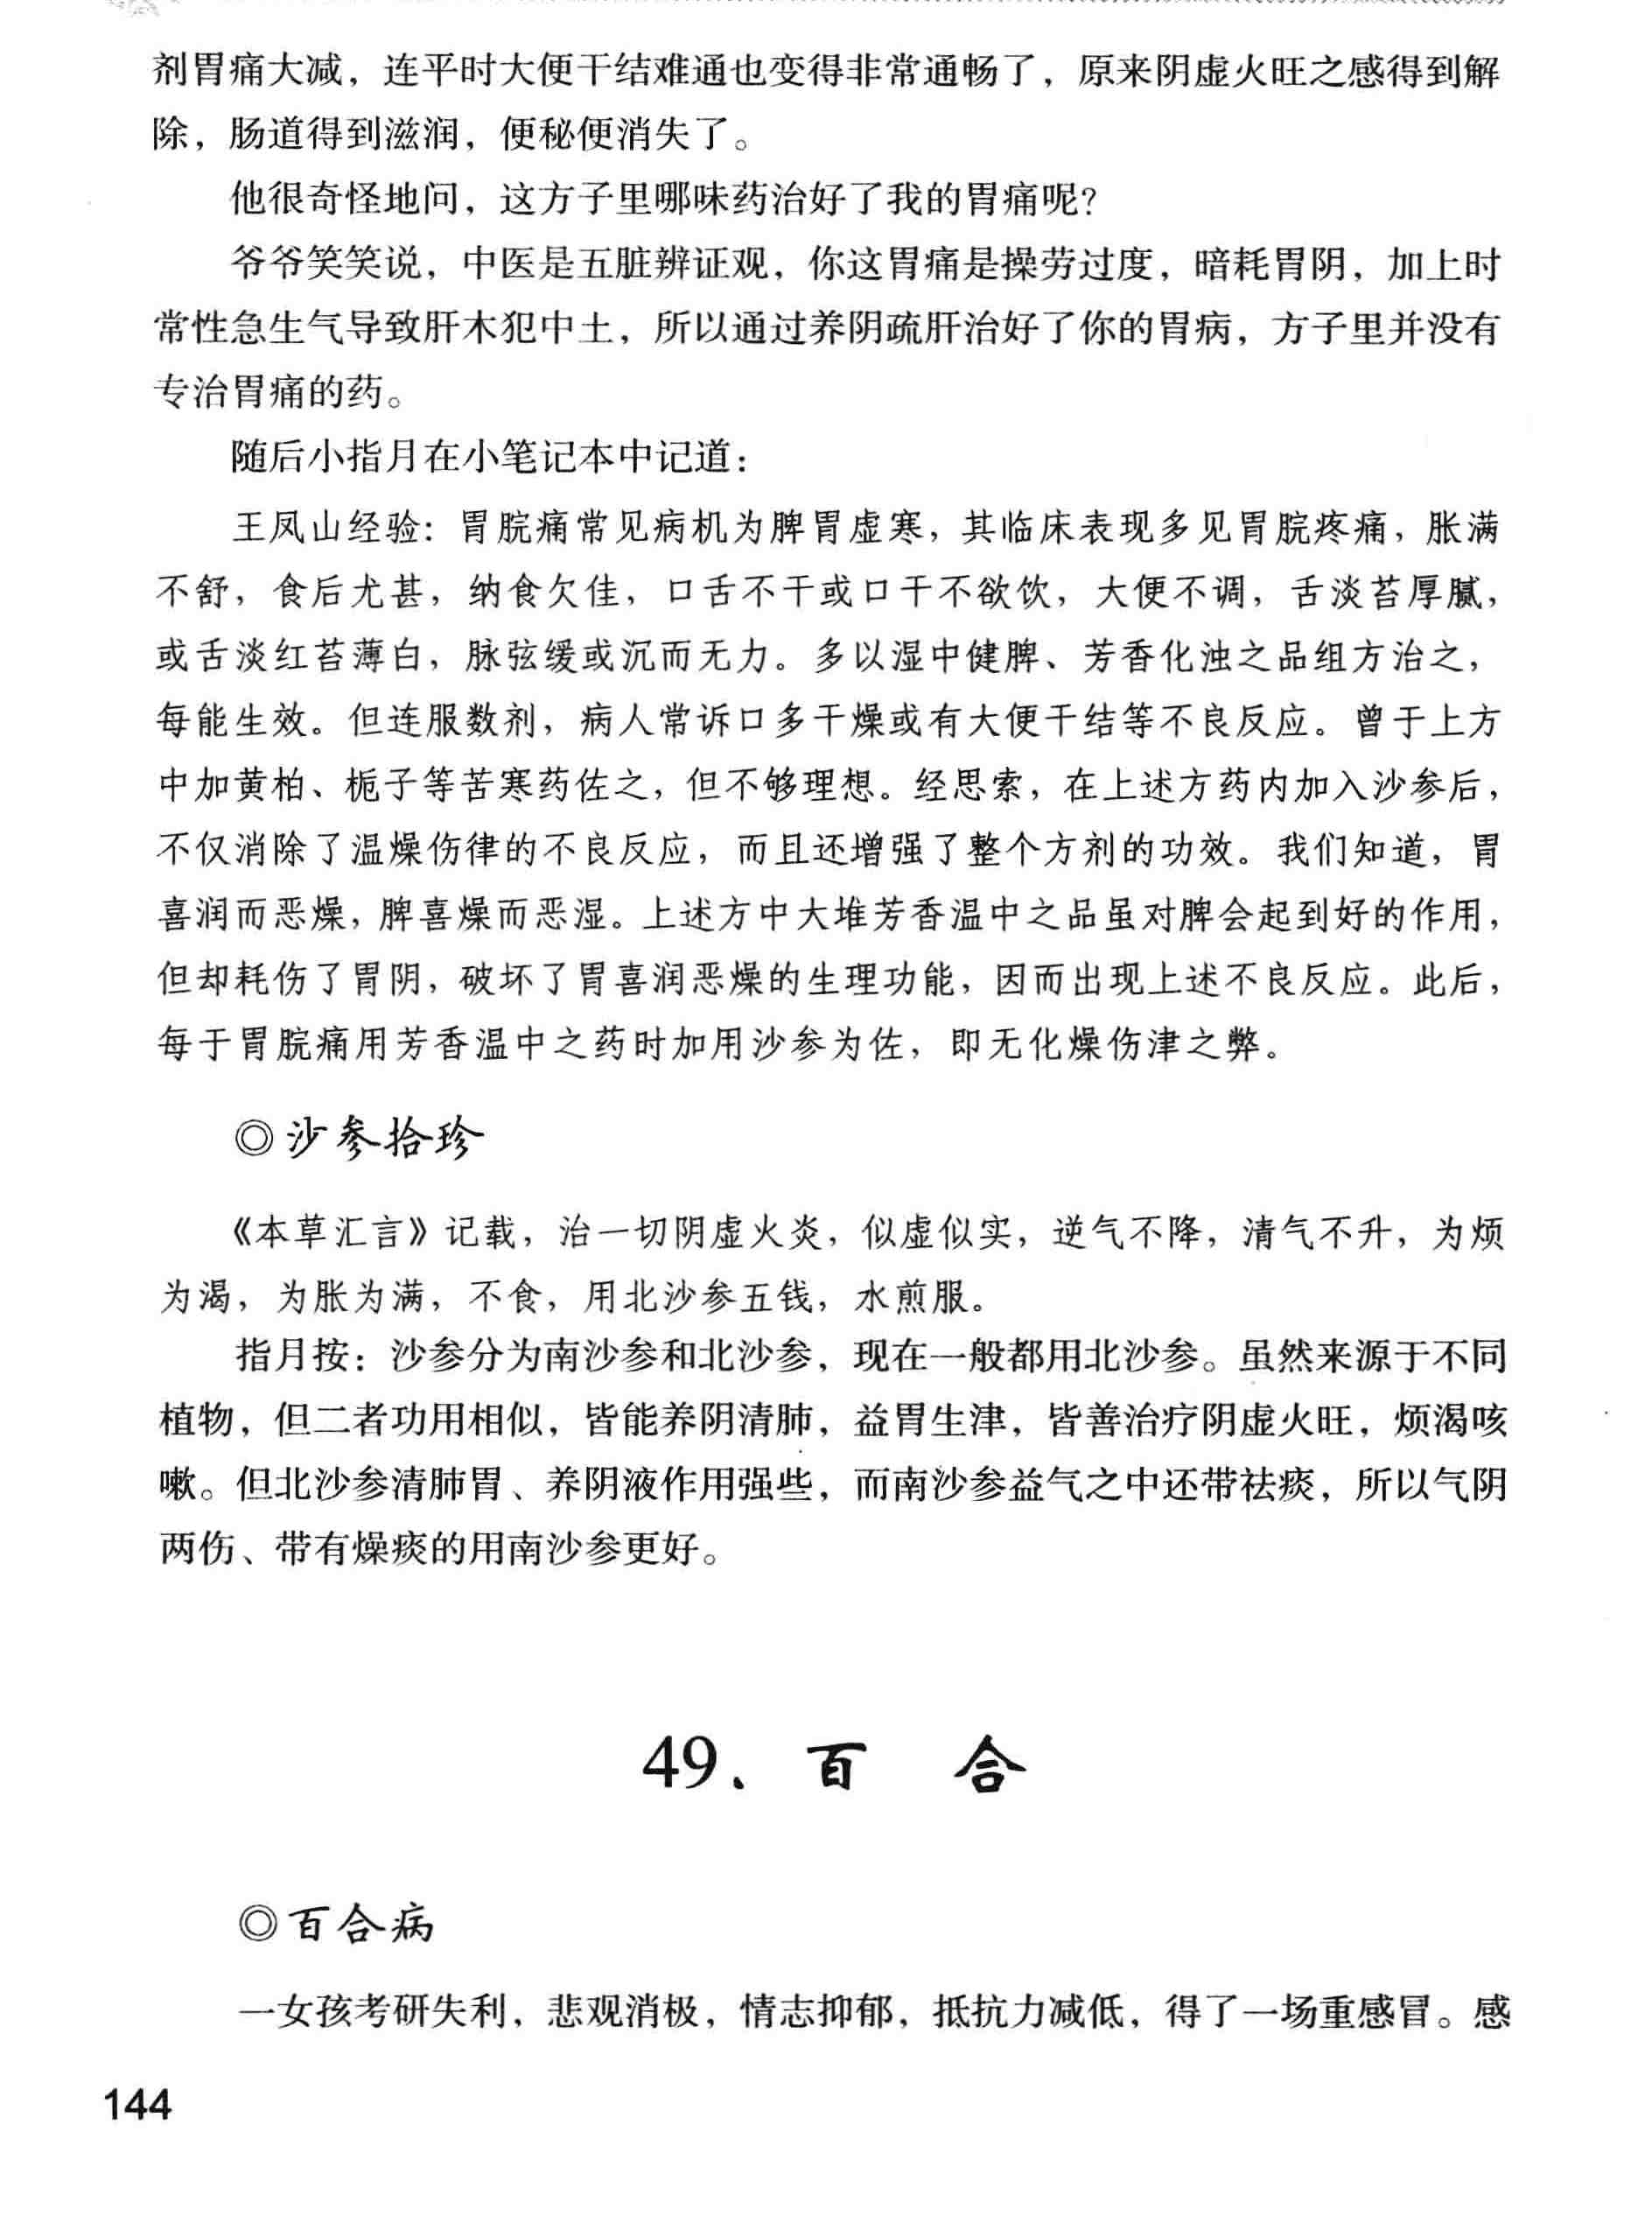 剂胃痛大减，连平时大便干结难通也变得非常通畅了，原来阴虚火旺之感得到解
除，肠道得到滋润，便秘便消失了。
他很奇怪地问，这方子里哪味药治好了我的胃痛呢？
爷爷笑笑说，中医是五脏辨证观，你这胃痛是操劳过度，暗耗胃阴，加上时
常性急生气导致肝木犯中土，所以通过养阴疏肝治好了你的胃病，方子里并没有
专治胃痛的药。
随后小指月在小笔记本中记道：
王凤山经验：胃脘痛常见病机为脾胃虚寒，其临床表现多见胃脘疼痛，胀满
不舒，食后尤甚，纳食欠佳，口舌不干或口干不欲饮，大便不调，舌淡苔厚腻，
或舌淡红苔薄白，脉弦缓或沉而无力。多以湿中健脾、芳香化浊之品组方治之，
每能生效。但连服数剂，病人常诉口多干燥或有大便干结等不良反应。曾于上方
中加黄柏、栀子等苦寒药佐之，但不够理想。经思索，在上述方药内加入沙参后，
不仅消除了温燥伤律的不良反应，而且还增强了整个方剂的功效。我们知道，胃
喜润而恶燥，脾喜燥而恶湿。上述方中大堆芳香温中之品虽对脾会起到好的作用，
但却耗伤了胃阴，破坏了胃喜润恶燥的生理功能，因而出现上述不良反应。此后，
每于胃脘痛用芳香温中之药时加用沙参为佐，即无化燥伤津之弊。
◎沙参拾珍
《本草汇言》记载，治一切阴虚火炎，似虚似实，逆气不降，清气不升，为烦
为渴，为胀为满，不食，用北沙参五钱，水煎服。
指月按：沙参分为南沙参和北沙参，现在一般都用北沙参。虽然来源于不同
植物，但二者功用相似，皆能养阴清肺，益胃生津，皆善治疗阴虚火旺，烦渴咳
嗽。但北沙参清肺胃、养阴液作用强些，而南沙参益气之中还带祛痰，所以气阴
两伤、带有燥痰的用南沙参更好。
49、百 合
◎百合病
一女孩考研失利，悲观消极，情志抑郁，抵抗力减低，得了一场重感冒。感
144